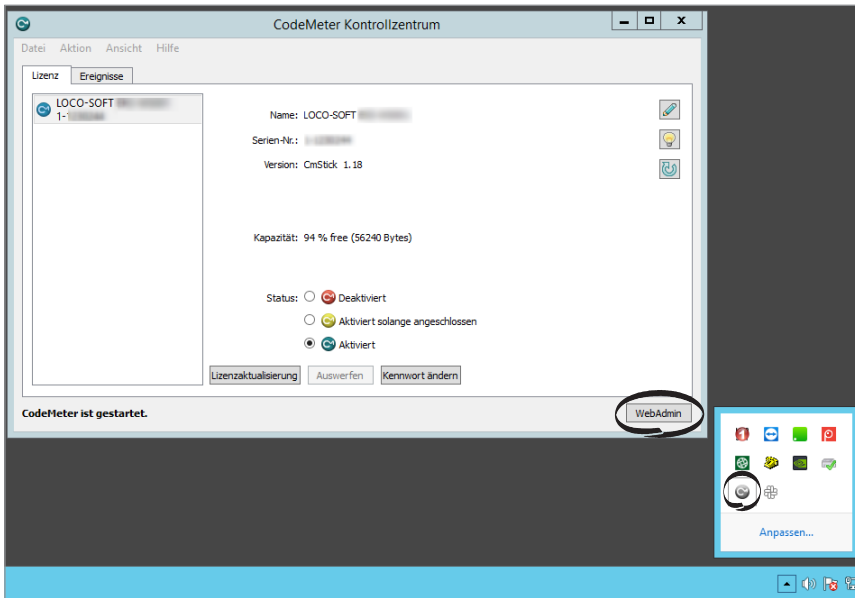 CodeMeter Kontrollzentrum
Datei Aktion Ansicht Hilfe
Lizenz Ereignisse
LOCO-SOFT
1-1
Name: LOCO-SOFT
Serien-Nr.:
Version: CmStick 1.18
Kapazität: 94 % free (56240 Bytes)
Status: Deaktiviert
Aktiviert solange angeschlossen
Aktiviert
Lizenzaktualisierung Auswerfen Kennwort ändern
CodeMeter ist gestartet. WebAdmin
Anpassen...